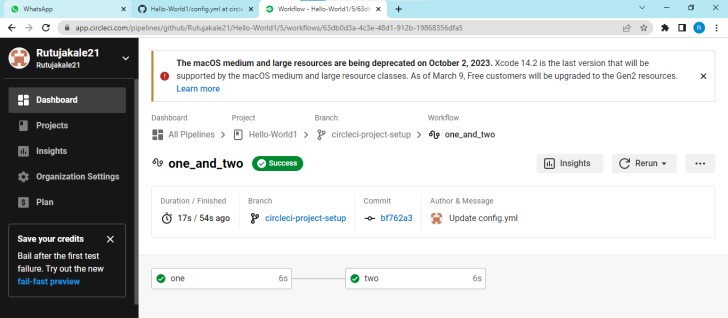 WhatsApp
Hello-World1/config.yml at circle
Workflow - Hello-World1/5/63db
app.circleci.com/pipelines/github/Rutujakale21/Hello-World1/5/workflows/63db0d3a-4c3e-48d1-912b-19868356dfa5
R
Rutujakale21
Rutujakale21
Dashboard
Projects
Insights
Organization Settings
Plan
Save your credits
Bail after the first test
failure. Try out the new
fail-fast preview
The macOS medium and large resources are being deprecated on October 2, 2023. Xcode 14.2 is the last version that will be
supported by the macOS medium and large resource classes. As of March 9, Free customers will be upgraded to the Gen2 resources.
Learn more
Dashboard Project Branch Workflow
All Pipelines Hello-World1 circleci-project-setup one_and_two
one_and_two Success Insights Rerun
Duration / Finished Branch Commit Author & Message
17s / 54s ago circleci-project-setup bf762a3 Update config.yml
one 6s two 6s